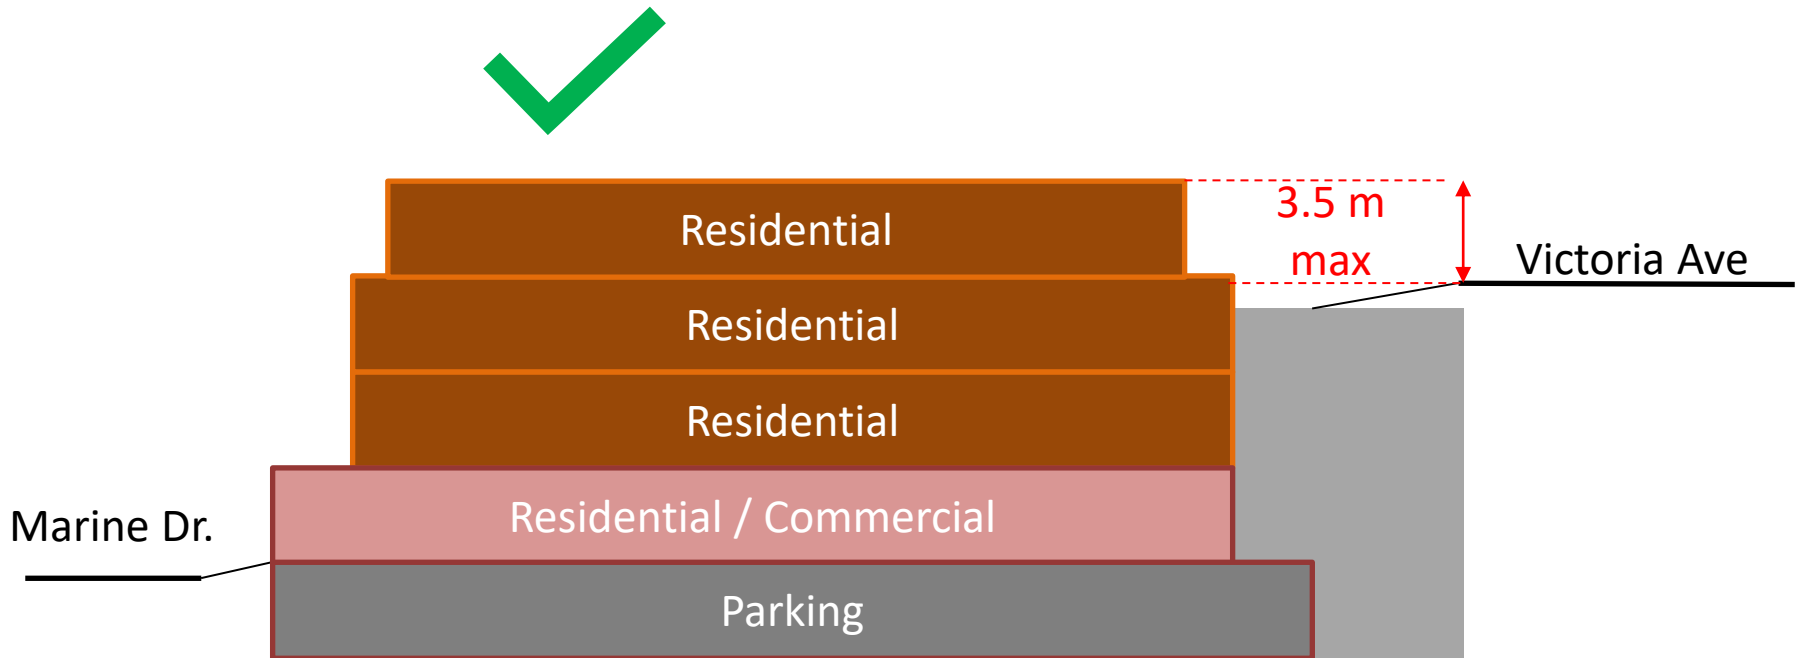 Residential
3.5 m
max
Victoria Ave
Residential
Residential
Residential / Commercial
Marine Dr.
Parking